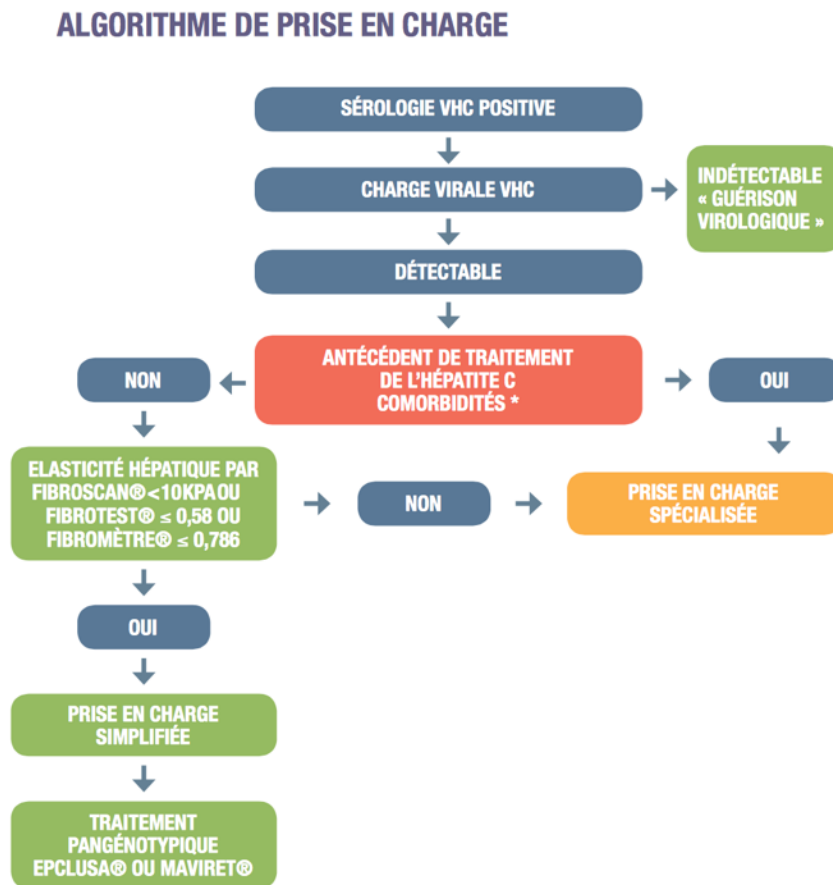 ALGORITHME DE PRISE EN CHARGE
SÉROLOGIE VHC POSITIVE
CHARGE VIRALE VHC
INDÉTECTABLE
« GUÉRISON
VIROLOGIQUE »
DÉTECTABLE
ANTÉCÉDENT DE TRAITEMENT
DE L'HÉPATITE C
COMORBIDITÉS *
NON
OUI
ELASTICITÉ HÉPATIQUE PAR
FIBROSCAN® <10KPA OU
FIBROTEST® ≤ 0,58 OU
FIBROMÈTRE® ≤ 0,786
NON
PRISE EN CHARGE
SPÉCIALISÉE
OUI
PRISE EN CHARGE
SIMPLIFIÉE
TRAITEMENT
PANGÉNOTYPIQUE
EPCLUSA® OU MAVIRET®